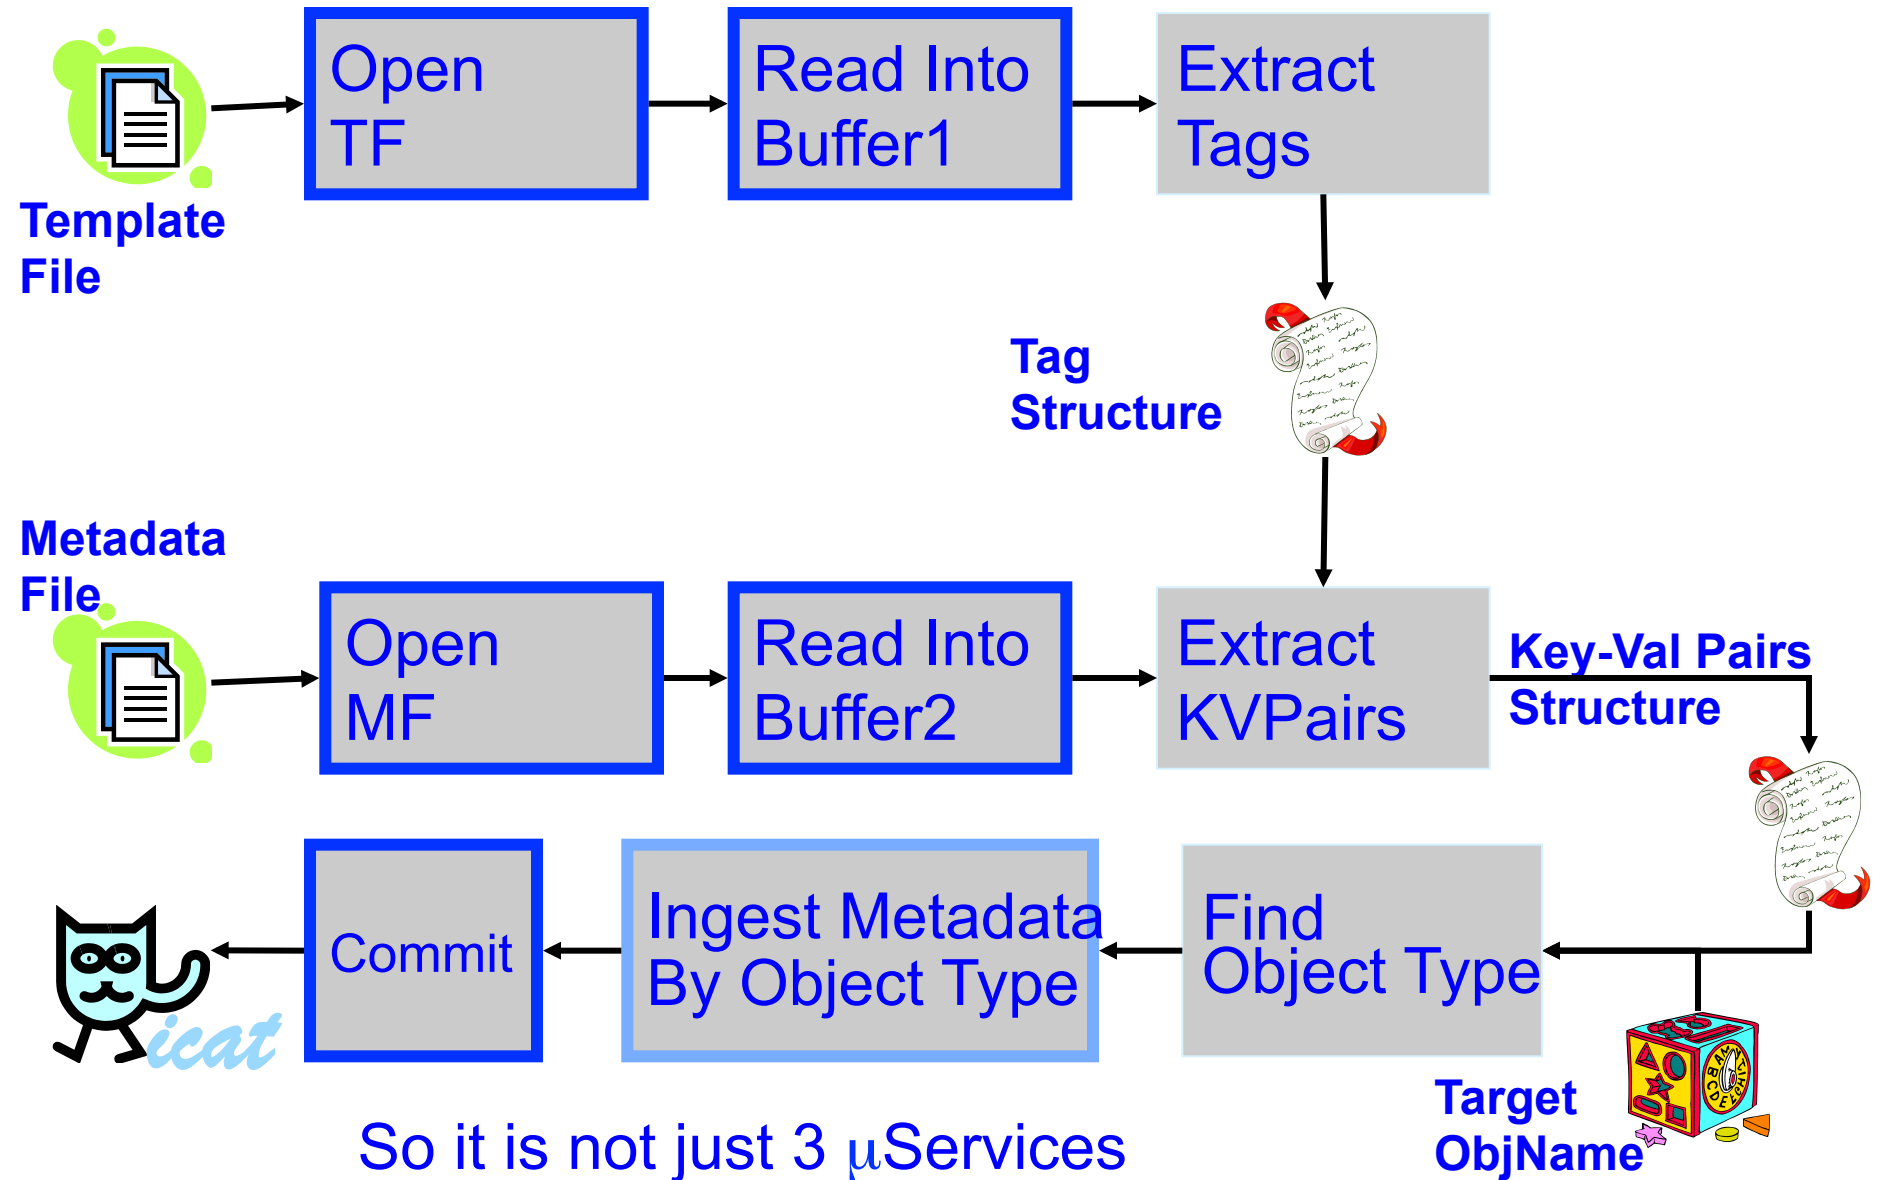 Open
TF
Read Into
Buffer1
Extract
Tags
Template
File
Tag
Structure
Metadata
File
Open
MF
Read Into
Buffer2
Extract
KVPairs
Key-Val Pairs
Structure
Commit
Ingest Metadata
By Object Type
Find
Object Type
icat
Target
ObjName
So it is not just 3 μServices